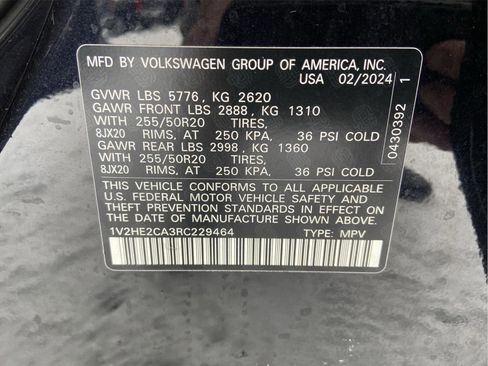 MFD BY VOLKSWAGEN GROUP OF AMERICA, INC.
USA 02/2024
GVWR LBS 5776, KG 2620
GAWR FRONT LBS 2888, KG 1310
WITH 255/50R20 TIRES,
8JX20 RIMS, AT 250 KPA, 36 PSI COLD
GAWR REAR LBS 2998, KG 1360
WITH 255/50R20 TIRES,
8JX20 RIMS, AT 250 KPA, 36 PSI COLD
THIS VEHICLE CONFORMS TO ALL APPLICABLE
U.S. FEDERAL MOTOR VEHICLE SAFETY AND
THEFT PREVENTION STANDARDS IN EFFECT ON
THE DATE OF MANUFACTURE SHOWN ABOVE.
1V2HE2CA3RC229464 TYPE: MPV
0430392 1